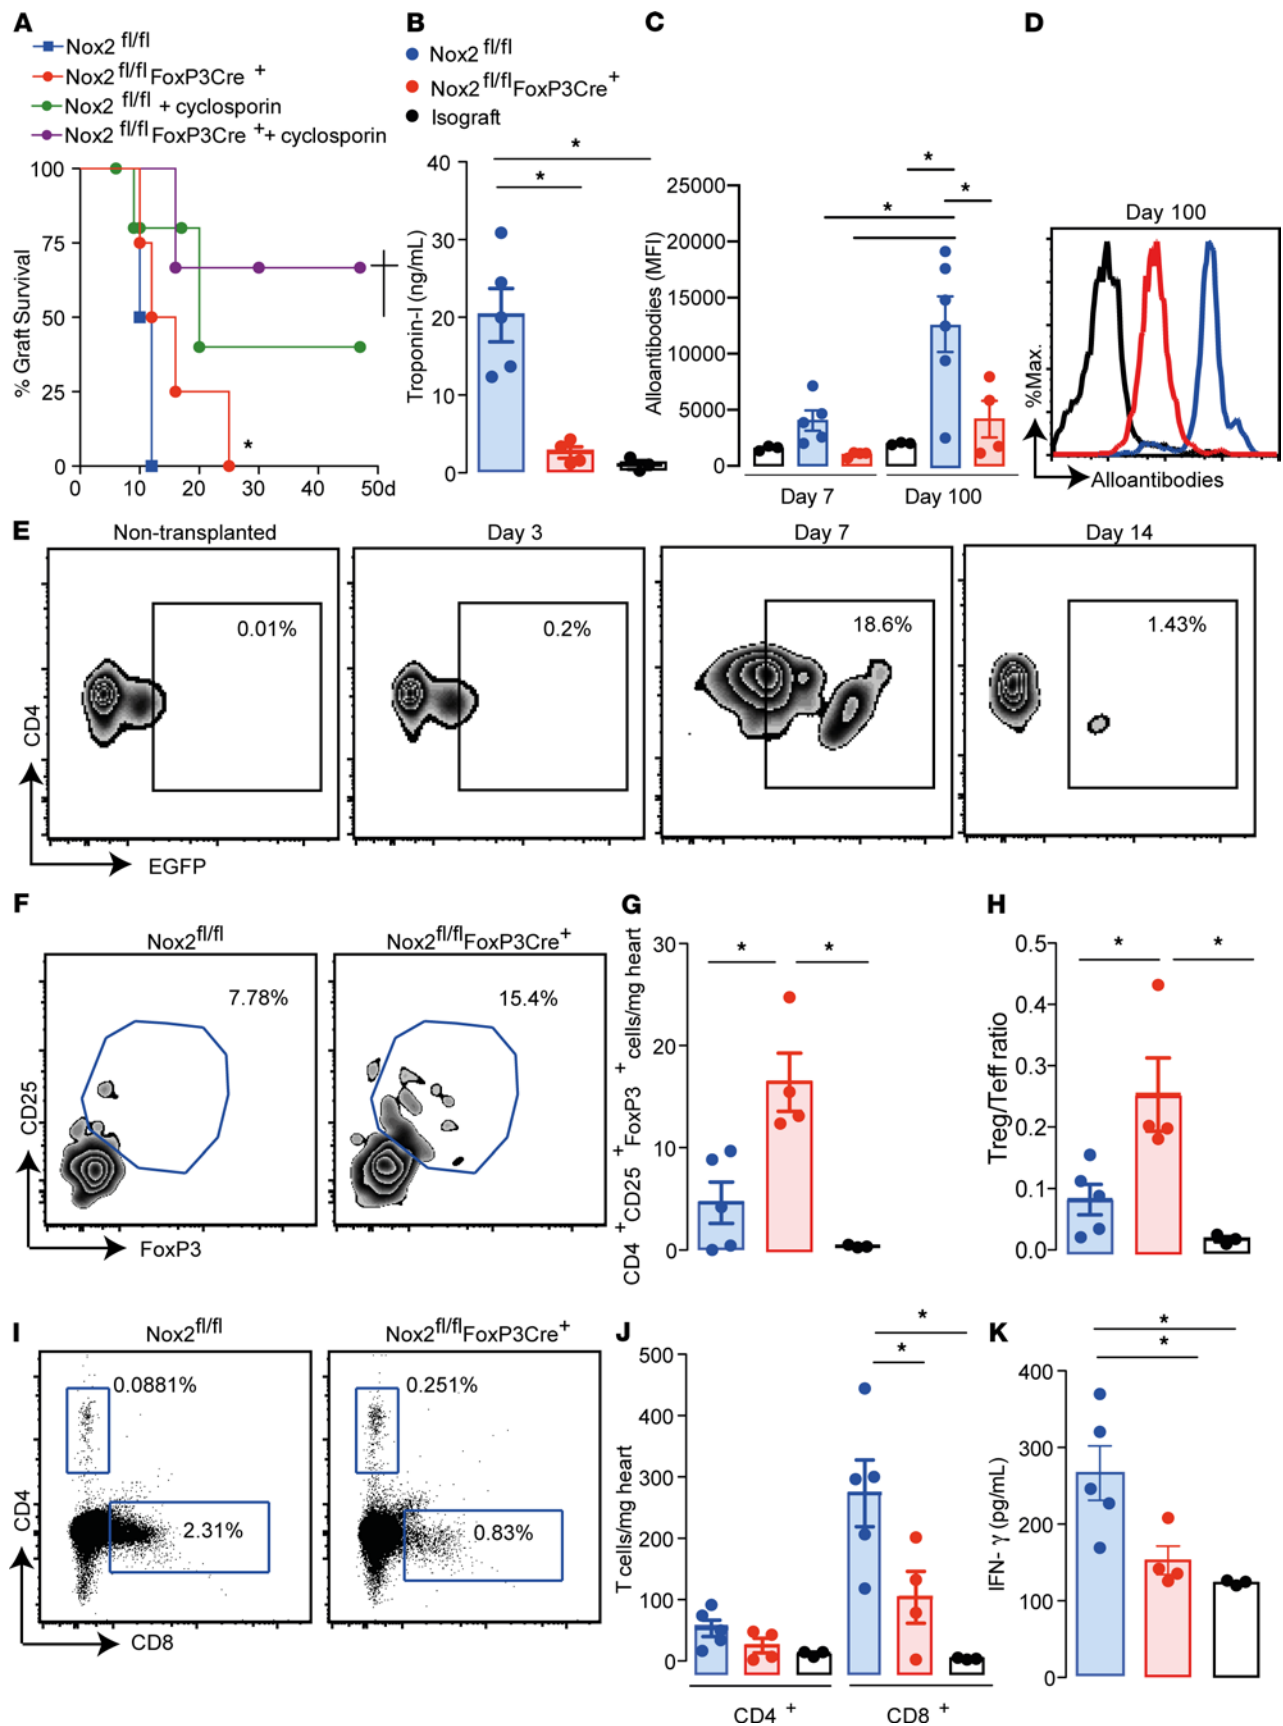 A
Nox2 fl/fl
Nox2 fl/fl FoxP3Cre +
Nox2 fl/fl + cyclosporin
Nox2 fl/fl FoxP3Cre + + cyclosporin
% Graft Survival
100
75
50
25
0
0 10 20 30 40 50d
*
B
Nox2 fl/fl
Nox2 fl/fl FoxP3Cre +
Isograft
Troponin-I (ng/mL)
40
30
20
10
0
*
*
C
Alloantibodies (MFI)
25000
20000
15000
10000
5000
0
*
*
*
Day 7 Day 100
D
Day 100
%Max.
Alloantibodies
E
Non-transplanted Day 3 Day 7 Day 14
0.01% 0.2% 18.6% 1.43%
CD4
EGFP
F
Nox2fl/fl Nox2fl/flFoxP3Cre+
7.78% 15.4%
CD25
FoxP3
G
CD4+CD25+FoxP3+ cells/mg heart
30
20
10
0
* *
H
Treg/Teff ratio
0.5
0.4
0.3
0.2
0.1
0.0
* *
I
Nox2fl/fl Nox2fl/flFoxP3Cre+
0.0881% 0.251%
2.31% 0.83%
CD4
CD8
J
T cells/mg heart
500
400
300
200
100
0
*
*
CD4 + CD8 +
K
IFN- γ (pg/mL)
400
300
200
100
0
*
*